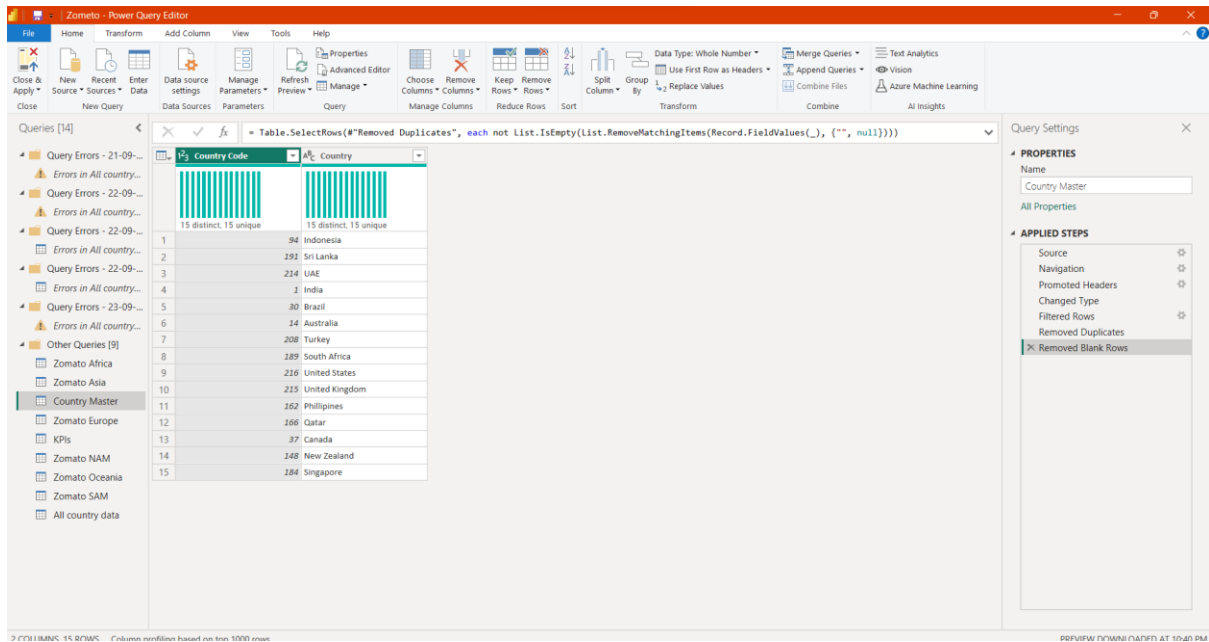 Zometo - Power Query Editor
File Home Transform Add Column View Tools Help
Close & Apply
New Source
Recent Sources
Enter Data
Data source settings
Manage Parameters
Refresh Preview
Properties
Advanced Editor
Manage
Choose Columns
Remove Columns
Keep Rows
Remove Rows
Split Column
Group By
Data Type: Whole Number
Use First Row as Headers
1→2 Replace Values
Merge Queries
Append Queries
Combine Files
Text Analytics
Vision
Azure Machine Learning
Close New Query Data Sources Parameters Query Manage Columns Reduce Rows Sort Transform Combine AI Insights
Queries [14]
Query Errors - 21-09-...
Errors in All country...
Query Errors - 22-09-...
Errors in All country...
Query Errors - 22-09-...
Errors in All country...
Query Errors - 22-09-...
Errors in All country...
Query Errors - 23-09-...
Errors in All country...
Other Queries [9]
Zomato Africa
Zomato Asia
Country Master
Zomato Europe
KPIs
Zomato NAM
Zomato Oceania
Zomato SAM
All country data
fx = Table.SelectRows(#"Removed Duplicates", each not List.IsEmpty(List.RemoveMatchingItems(Record.FieldValues(_), {"", null})))
123 Country Code ABC Country
15 distinct, 15 unique 15 distinct, 15 unique
1 94 Indonesia
2 191 Sri Lanka
3 214 UAE
4 1 India
5 30 Brazil
6 14 Australia
7 208 Turkey
8 189 South Africa
9 216 United States
10 215 United Kingdom
11 162 Phillipines
12 166 Qatar
13 37 Canada
14 148 New Zealand
15 184 Singapore
Query Settings
PROPERTIES
Name
Country Master
All Properties
APPLIED STEPS
Source
Navigation
Promoted Headers
Changed Type
Filtered Rows
Removed Duplicates
Removed Blank Rows
2 COLUMNS, 15 ROWS Column profiling based on top 1000 rows
PREVIEW DOWNLOADED AT 10:40 PM